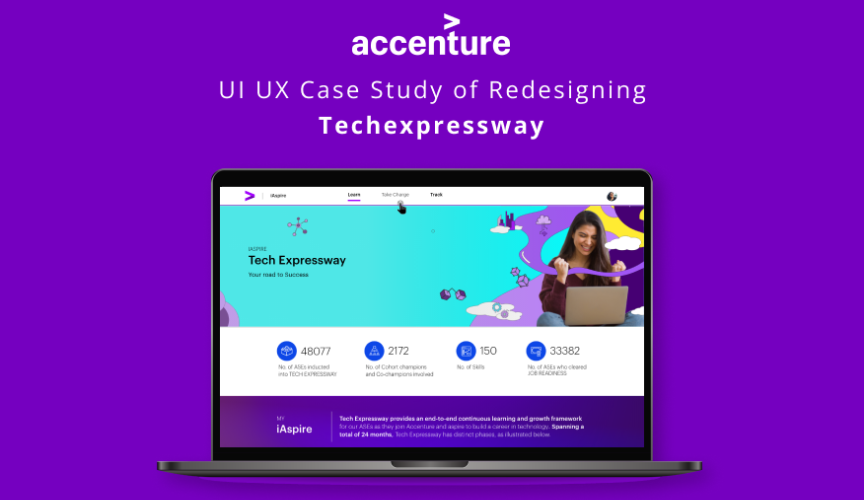 accenture
UI UX Case Study of Redesigning
Techexpressway
iAspire
Learn
Take Charge
Track
IASPIRE
Tech Expressway
Your road to Success
48077
No. of ASEs inducted
into TECH EXPRESSWAY
2172
No. of Cohort champions
and Co-champions involved
150
No. of Skills
33382
No. of ASEs who cleared
JOB READINESS
MY
iAspire
Tech Expressway provides an end-to-end continuous learning and growth framework
for our ASEs as they join Accenture and aspire to build a career in technology. Spanning a
total of 24 months, Tech Expressway has distinct phases, as illustrated below.